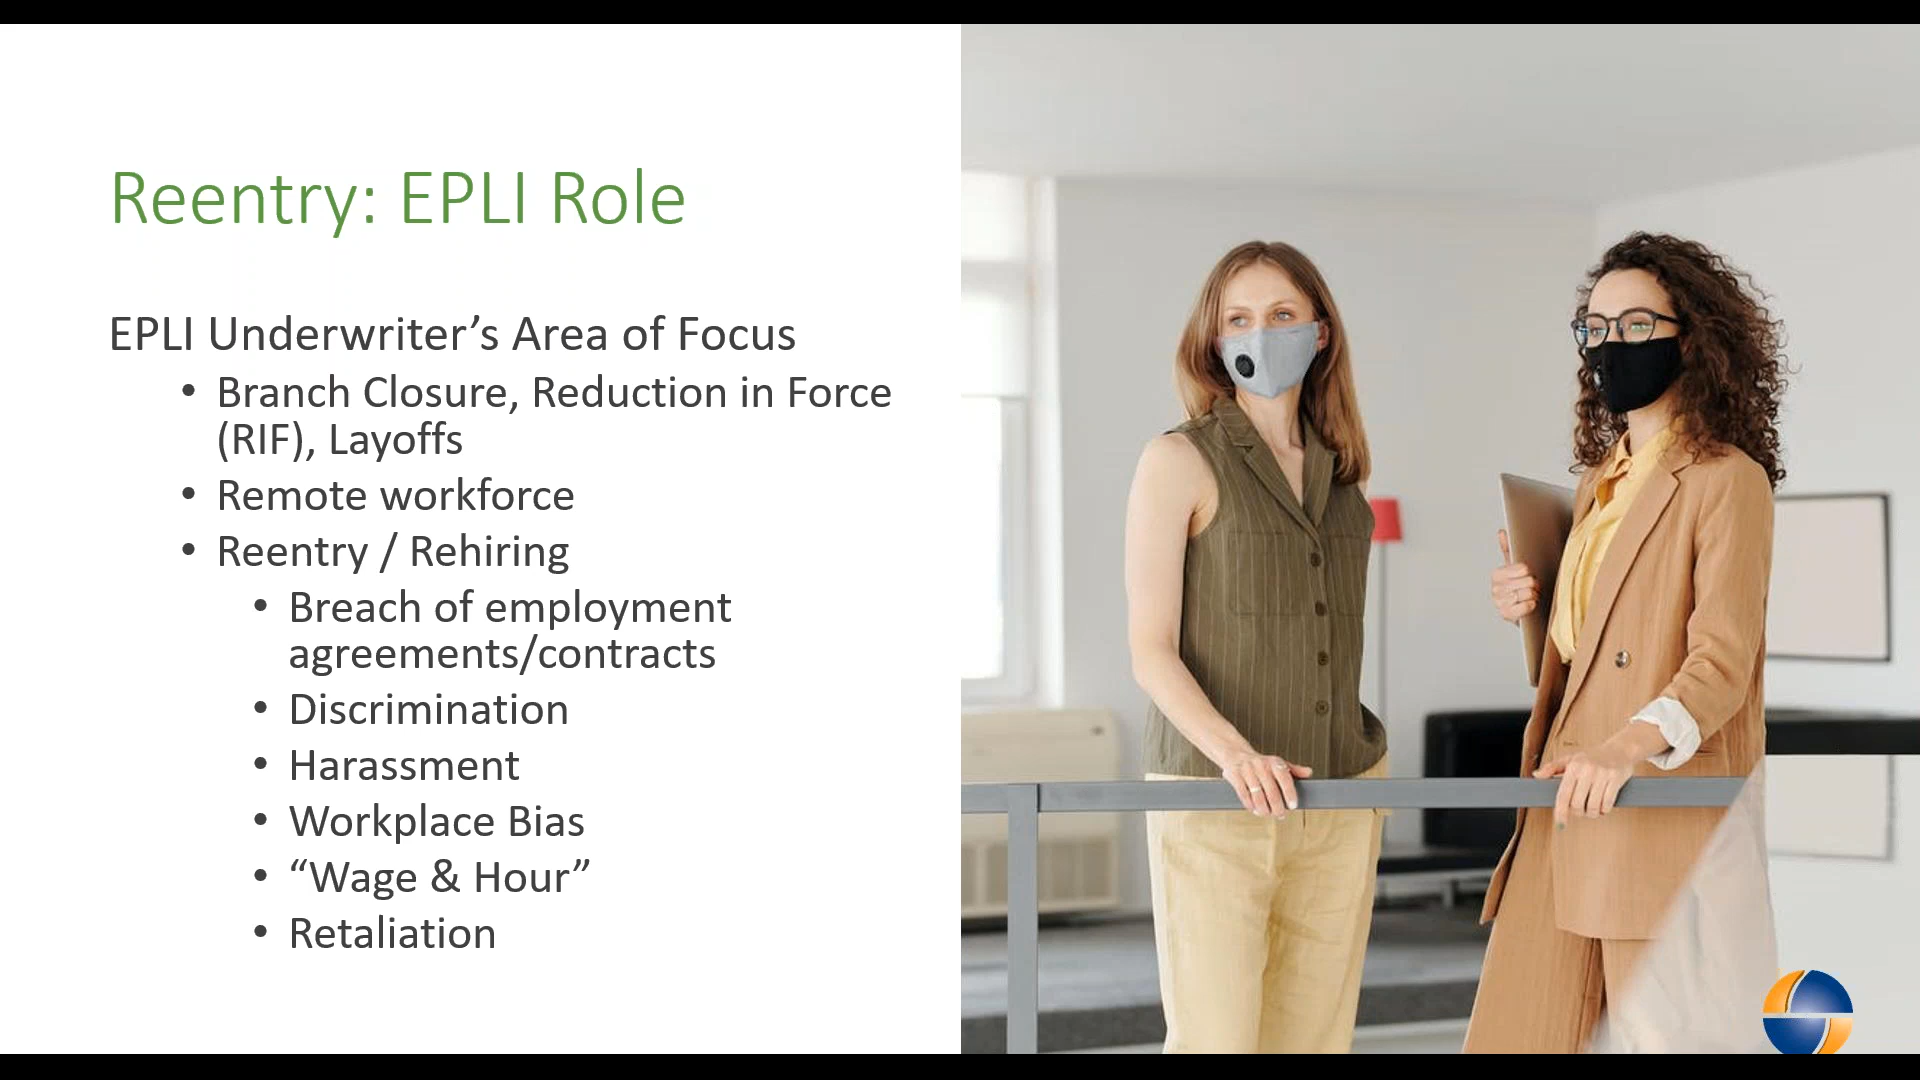 Reentry: EPLI Role
EPLI Underwriter’s Area of Focus
• Branch Closure, Reduction in Force
(RIF), Layoffs
• Remote workforce
• Reentry / Rehiring
• Breach of employment
agreements/contracts
• Discrimination
• Harassment
• Workplace Bias
• “Wage & Hour”
• Retaliation